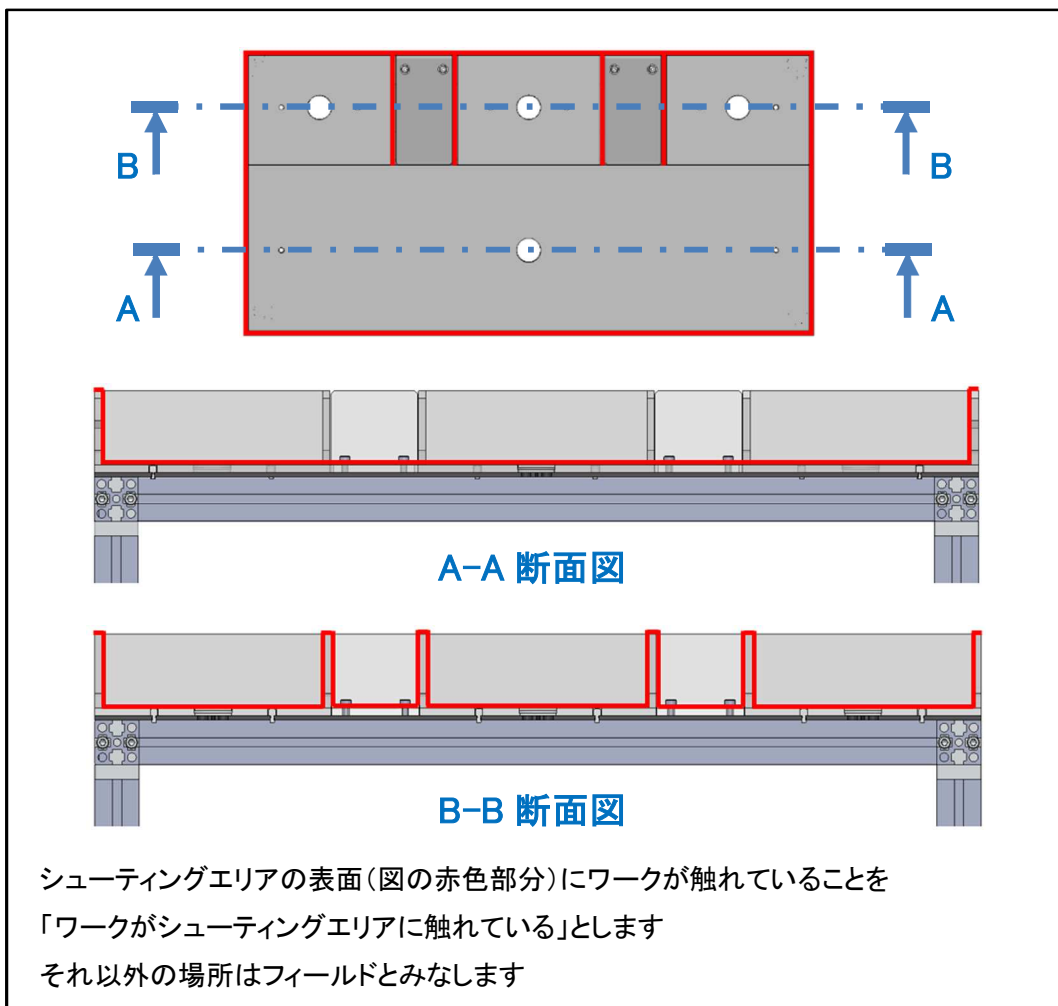 B B
A A
A-A 断面図
B-B 断面図
シューティングエリアの表面(図の赤色部分)にワークが触れていることを
「ワークがシューティングエリアに触れている」とします
それ以外の場所はフィールドとみなします